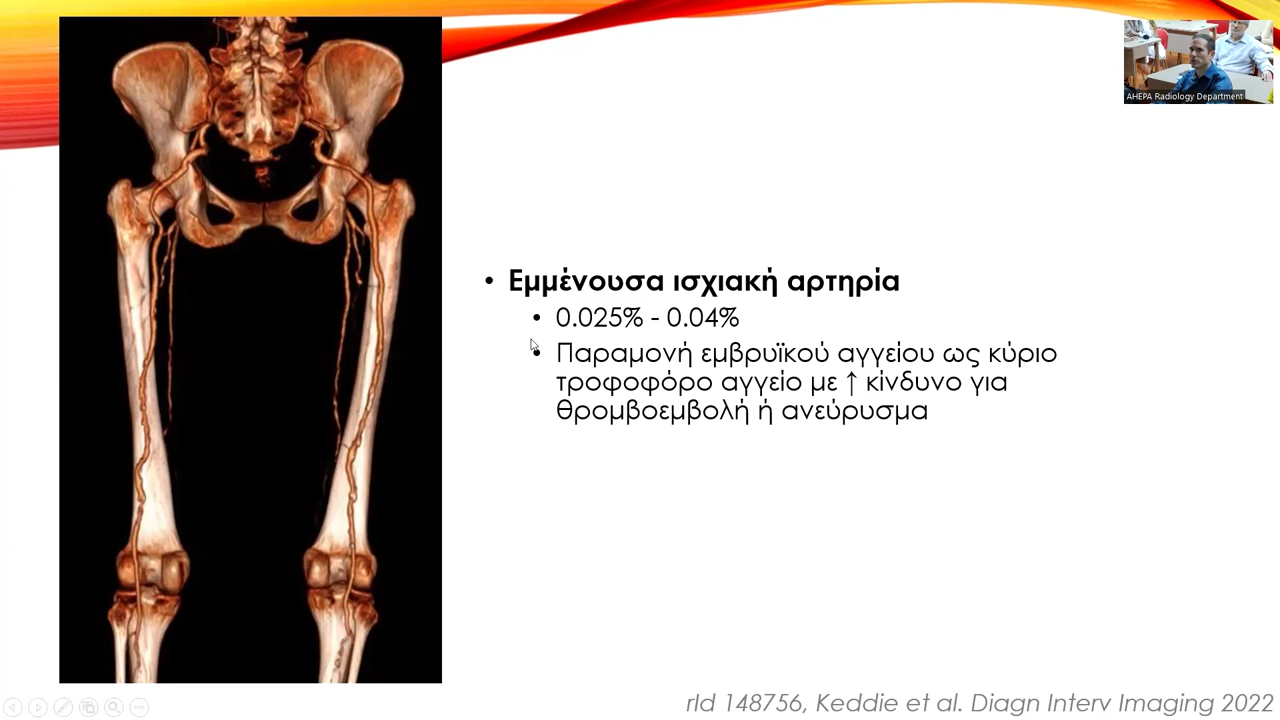 AHEPA Radiology Department
• Εμμένουσα ισχιακή αρτηρία
• 0.025% - 0.04%
• Παραμονή εμβρυϊκού αγγείου ως κύριο
τροφοφόρο αγγείο με ↑ κίνδυνο για
θρομβοεμβολή ή ανεύρυσμα
rId 148756, Keddie et al. Diagn Interv Imaging 2022